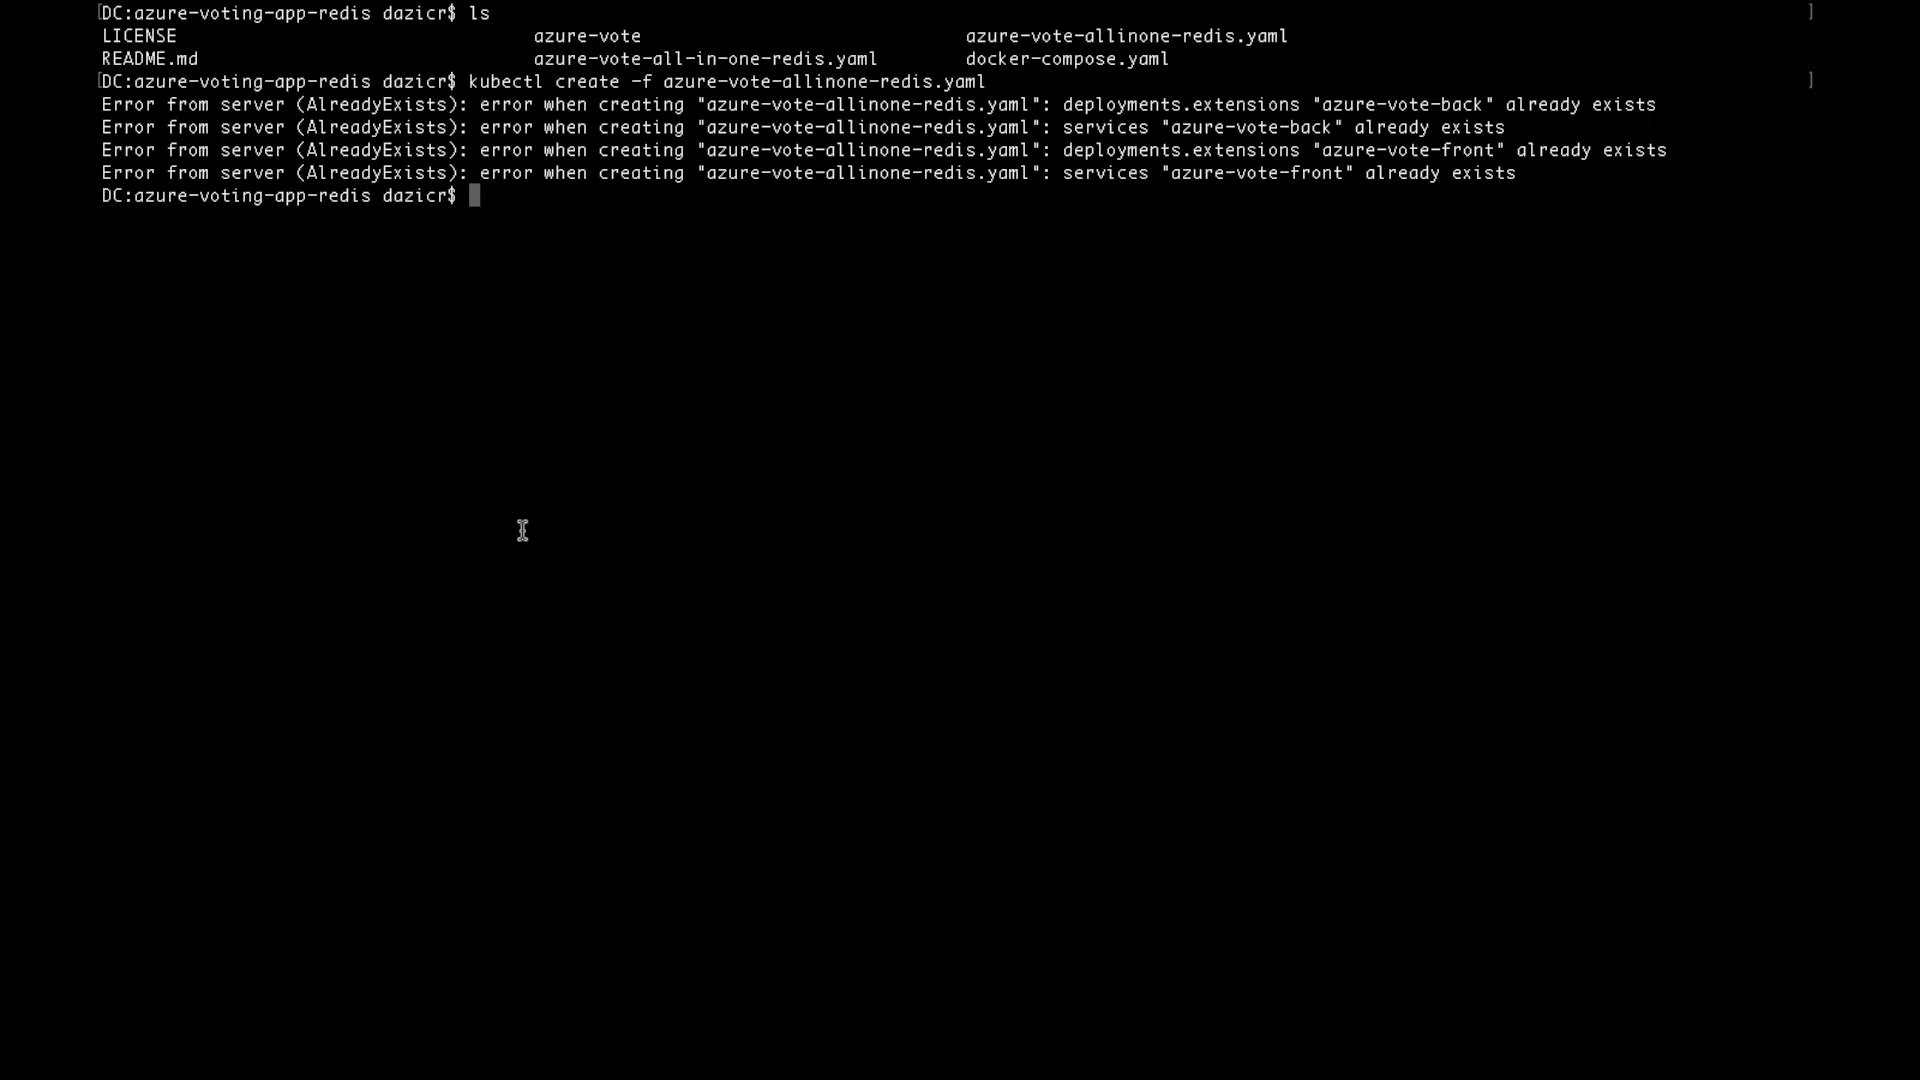 [DC:azure-voting-app-redis dazicr$ ls ]
LICENSE azure-vote azure-vote-allinone-redis.yaml
README.md azure-vote-all-in-one-redis.yaml docker-compose.yaml
[DC:azure-voting-app-redis dazicr$ kubectl create -f azure-vote-allinone-redis.yaml ]
Error from server (AlreadyExists): error when creating "azure-vote-allinone-redis.yaml": deployments.extensions "azure-vote-back" already exists
Error from server (AlreadyExists): error when creating "azure-vote-allinone-redis.yaml": services "azure-vote-back" already exists
Error from server (AlreadyExists): error when creating "azure-vote-allinone-redis.yaml": deployments.extensions "azure-vote-front" already exists
Error from server (AlreadyExists): error when creating "azure-vote-allinone-redis.yaml": services "azure-vote-front" already exists
DC:azure-voting-app-redis dazicr$